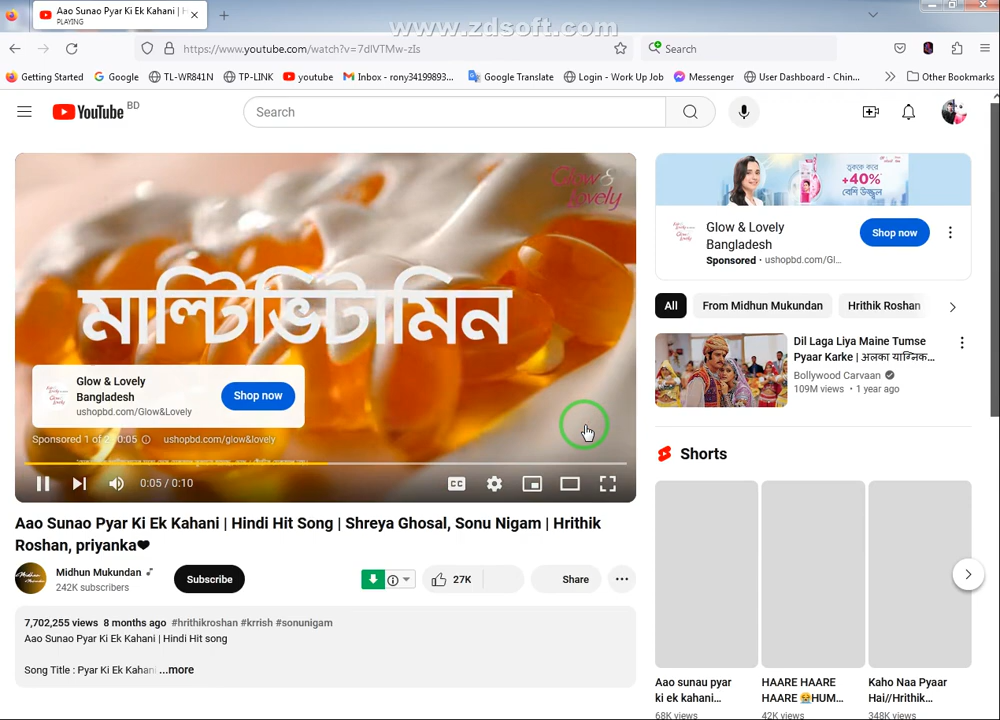 Aao Sunao Pyar Ki Ek Kahani | H
PLAYING
www.zdsoft.com
https://www.youtube.com/watch?v=7dlVTMw-zIs
Search
Getting Started
Google
TL-WR841N
TP-LINK
youtube
Inbox - rony34199893...
Google Translate
Login - Work Up Job
Messenger
User Dashboard - Chin...
Other Bookmarks
YouTube BD
Search
Glow & Lovely
মাল্টিভিটামিন
Glow & Lovely
Bangladesh
ushopbd.com/Glow&Lovely
Shop now
Sponsored 1 of 2 0:05
ushopbd.com/glow&lovely
0:05 / 0:10
CC
Aao Sunao Pyar Ki Ek Kahani | Hindi Hit Song | Shreya Ghosal, Sonu Nigam | Hrithik
Roshan, priyanka❤
Midhun Mukundan
242K subscribers
Subscribe
27K
Share
7,702,255 views 8 months ago #hrithikroshan #krrish #sonunigam
Aao Sunao Pyar Ki Ek Kahani | Hindi Hit song
Song Title : Pyar Ki Ek Kahani ...more
ত্বককে করে
+40%
বেশি উজ্জ্বল
Glow & Lovely
Bangladesh
Sponsored · ushopbd.com/Gl...
Shop now
All
From Midhun Mukundan
Hrithik Roshan
Dil Laga Liya Maine Tumse
Pyaar Karke | अलका याग्निक...
Bollywood Carvaan
109M views • 1 year ago
Shorts
Aao sunau pyar
ki ek kahani...
68K views
HAARE HAARE
HAARE 😭HUM...
42K views
Kaho Naa Pyaar
Hai//Hrithik...
348K views